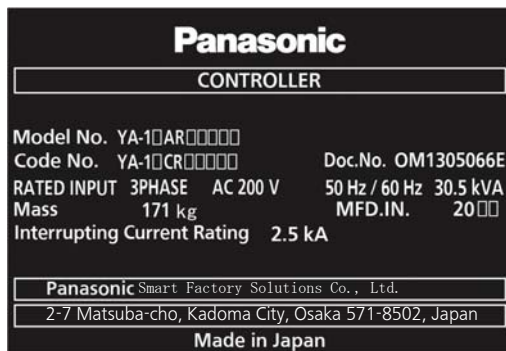 Panasonic
CONTROLLER
Model No. YA-1□AR□□□□□
Code No. YA-1□CR□□□□□ Doc.No. OM1305066E
RATED INPUT 3PHASE AC 200 V 50 Hz / 60 Hz 30.5 kVA
Mass 171 kg MFD.IN. 20□□
Interrupting Current Rating 2.5 kA
Panasonic Smart Factory Solutions Co., Ltd.
2-7 Matsuba-cho, Kadoma City, Osaka 571-8502, Japan
Made in Japan